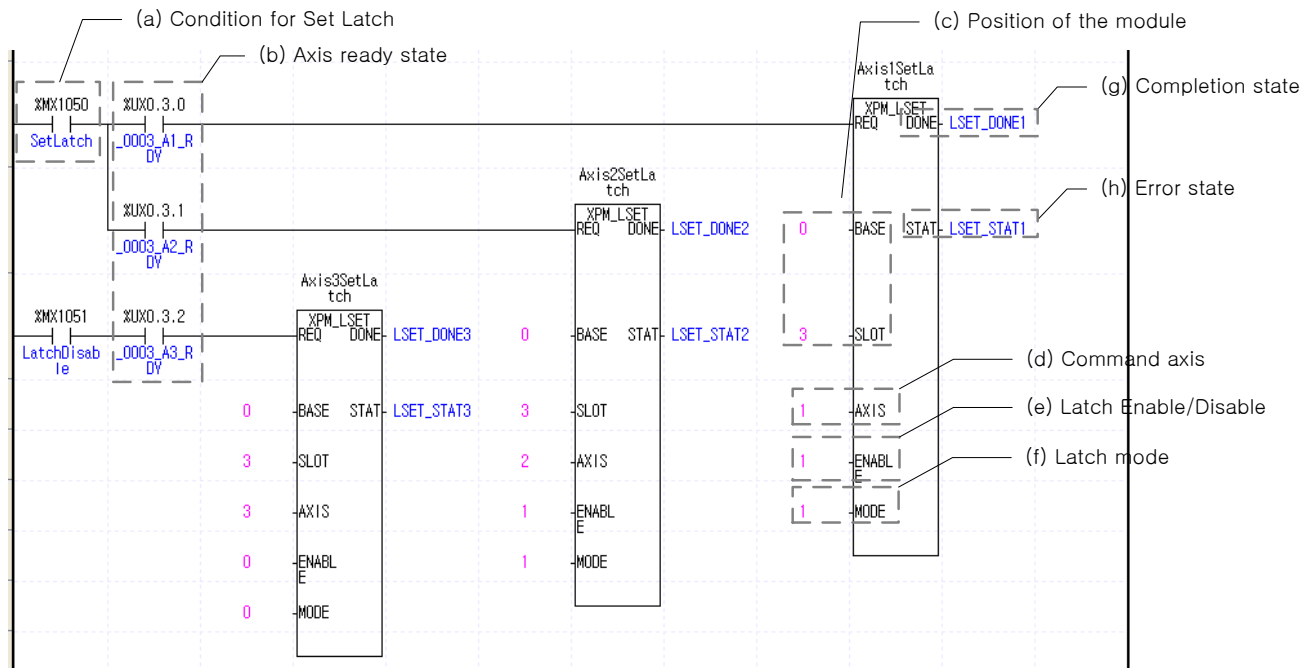 (a) Condition for Set Latch
(c) Position of the module
(b) Axis ready state
Axis1SetLa
tch
(g) Completion state
%MX1050
%UX0.3.0
XPM_LSET
REQ DONE LSET_DONE1
SetLatch
_0003_A1_R
DY
Axis2SetLa
tch
(h) Error state
%UX0.3.1
XPM_LSET
REQ DONE LSET_DONE2
0 BASE STAT LSET_STAT1
_0003_A2_R
DY
Axis3SetLa
tch
%MX1051
%UX0.3.2
XPM_LSET
REQ DONE LSET_DONE3
0 BASE STAT LSET_STAT2
3 SLOT
LatchDisab
le
_0003_A3_R
DY
(d) Command axis
0 BASE STAT LSET_STAT3
3 SLOT
1 AXIS
(e) Latch Enable/Disable
3 SLOT
2 AXIS
1 ENABL
E
(f) Latch mode
3 AXIS
1 ENABL
E
1 MODE
0 ENABL
E
1 MODE
0 MODE